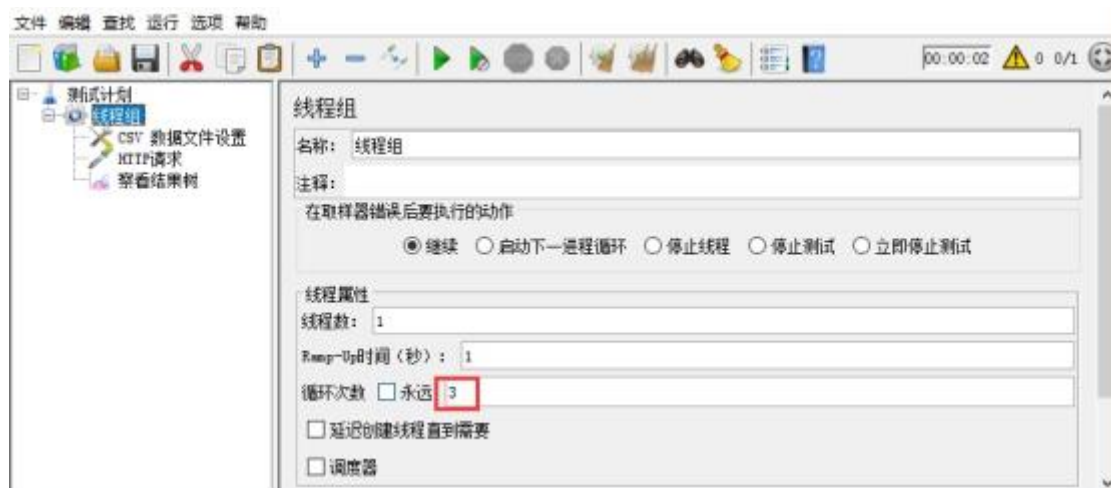 文件 编辑 查找 运行 选项 帮助
00:00:02 0 0/1
测试计划
线程组
CSV 数据文件设置
HTTP请求
察看结果树
线程组
名称： 线程组
注释：
在取样器错误后要执行的动作
继续 启动下一进程循环 停止线程 停止测试 立即停止测试
线程属性
线程数： 1
Ramp-Up时间（秒）： 1
循环次数 永远 3
延迟创建线程直到需要
调度器